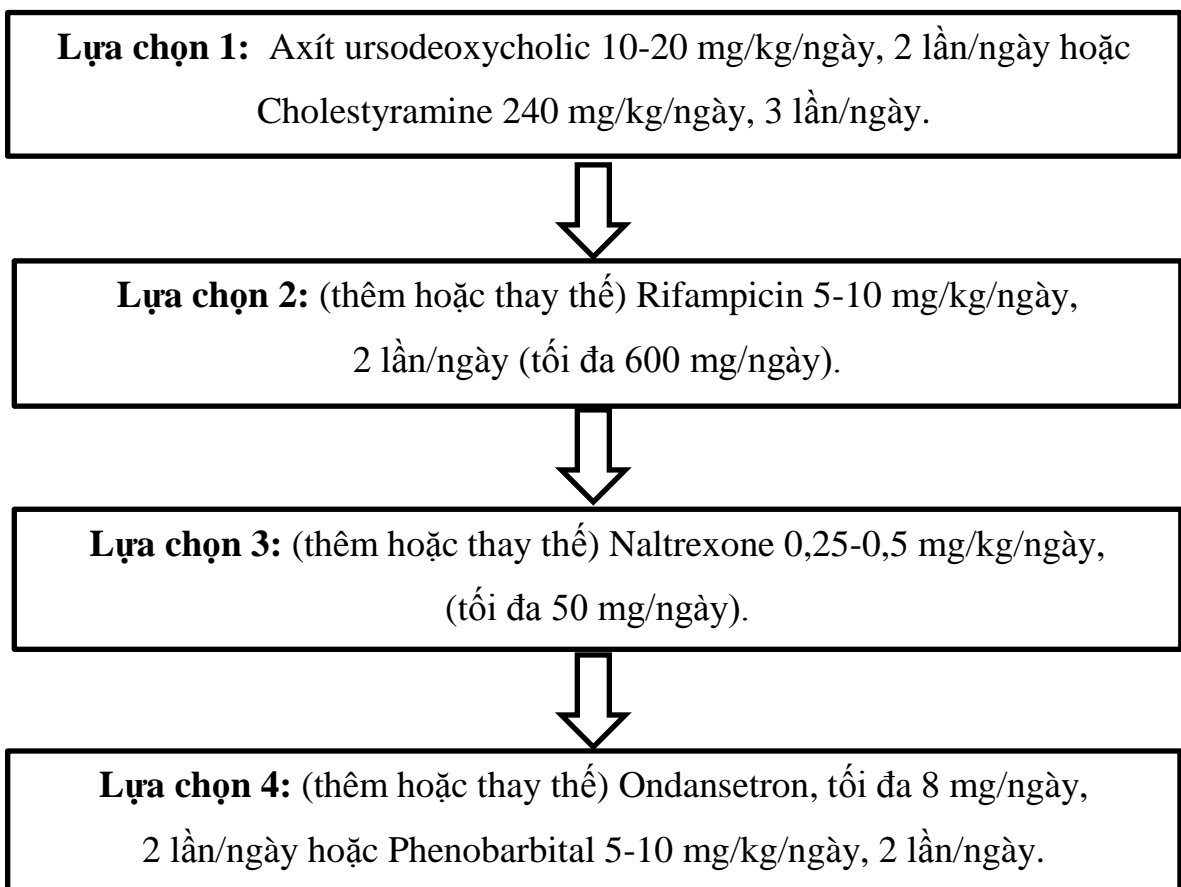 Lựa chọn 1: Axít ursodeoxycholic 10-20 mg/kg/ngày, 2 lần/ngày hoặc
Cholestyramine 240 mg/kg/ngày, 3 lần/ngày.
Lựa chọn 2: (thêm hoặc thay thế) Rifampicin 5-10 mg/kg/ngày,
2 lần/ngày (tối đa 600 mg/ngày).
Lựa chọn 3: (thêm hoặc thay thế) Naltrexone 0,25-0,5 mg/kg/ngày,
(tối đa 50 mg/ngày).
Lựa chọn 4: (thêm hoặc thay thế) Ondansetron, tối đa 8 mg/ngày,
2 lần/ngày hoặc Phenobarbital 5-10 mg/kg/ngày, 2 lần/ngày.